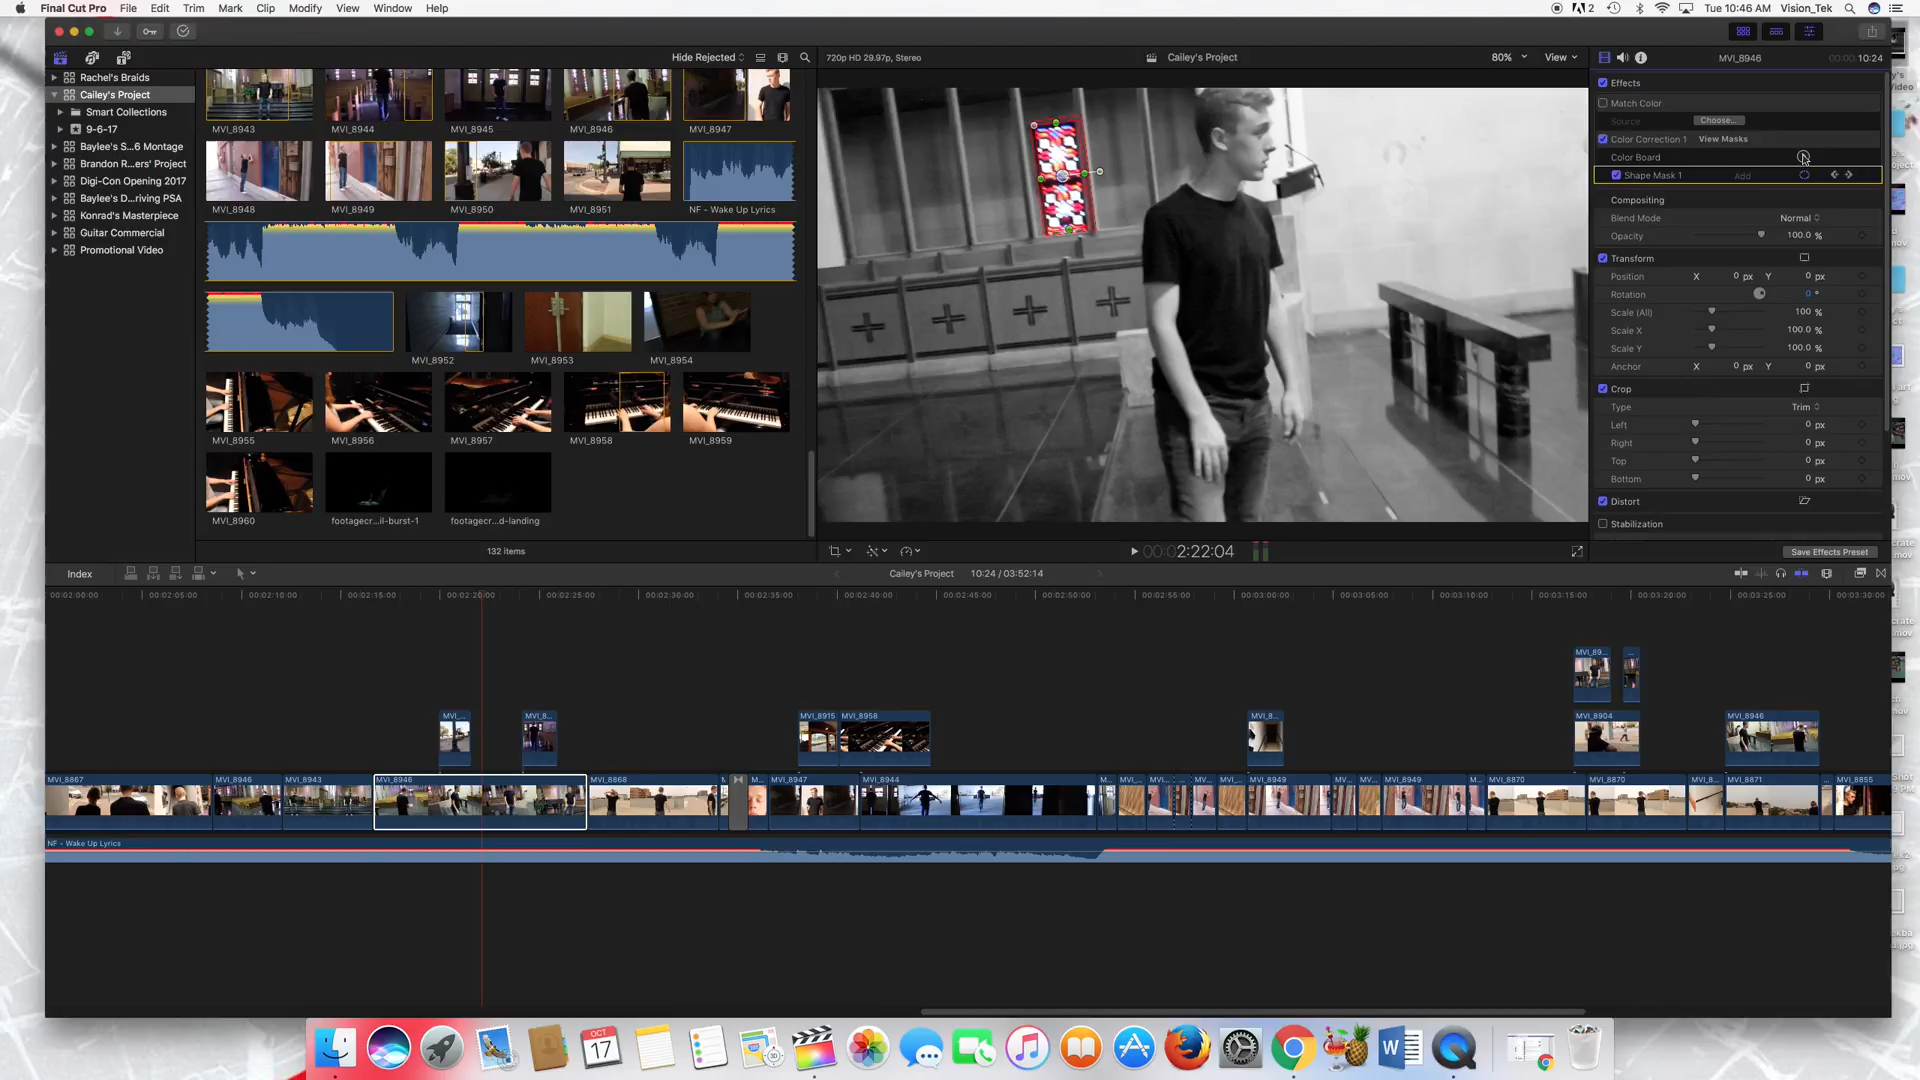 Final Cut Pro File Edit Trim Mark Clip Modify View Window Help
2 Tue 10:46 AM Vision_Tek
Hide Rejected
720p HD 29.97p, Stereo
Cailey's Project
80% View
MVI_8946
10:24
Rachel's Braids
Cailey's Project
Smart Collections
9-6-17
Baylee's S...6 Montage
Brandon R...ers' Project
Digi-Con Opening 2017
Baylee's D...riving PSA
Konrad's Masterpiece
Guitar Commercial
Promotional Video
MVI_8943 MVI_8944 MVI_8945 MVI_8946 MVI_8947
MVI_8948 MVI_8949 MVI_8950 MVI_8951 NF - Wake Up Lyrics
MVI_8952 MVI_8953 MVI_8954
MVI_8955 MVI_8956 MVI_8957 MVI_8958 MVI_8959
MVI_8960 footagecr...il-burst-1 footagecr...d-landing
132 items
2:22:04
Effects
Match Color
Source Choose...
Color Correction 1 View Masks
Color Board
Shape Mask 1 Add
Compositing
Blend Mode Normal
Opacity 100.0 %
Transform
Position X 0 px Y 0 px
Rotation 0 °
Scale (All) 100 %
Scale X 100.0 %
Scale Y 100.0 %
Anchor X 0 px Y 0 px
Crop
Type Trim
Left 0 px
Right 0 px
Top 0 px
Bottom 0 px
Distort
Stabilization
Save Effects Preset
Index
Cailey's Project 10:24 / 03:52:14
00:02:00:00 00:02:05:00 00:02:10:00 00:02:15:00 00:02:20:00 00:02:25:00 00:02:30:00 00:02:35:00 00:02:40:00 00:02:45:00 00:02:50:00 00:02:55:00 00:03:00:00 00:03:05:00 00:03:10:00 00:03:15:00 00:03:20:00 00:03:25:00 00:03:30:00
MVI_89... ...
MVI_... MVI_8... MVI_8915 MVI_8958 MVI_8... MVI_8904 MVI_8946
MVI_8867 MVI_8946 MVI_8943 MVI_8946 MVI_8868 M M... MVI_8947 MVI_8944 M... MVI_... MVI... ... MV... MVI_... MVI_8949 MV... M... MVI_8949 M... MVI_8870 MVI_8870 MVI_8... MVI_8871 ... MVI_8855
NF - Wake Up Lyrics
OCT
17
W